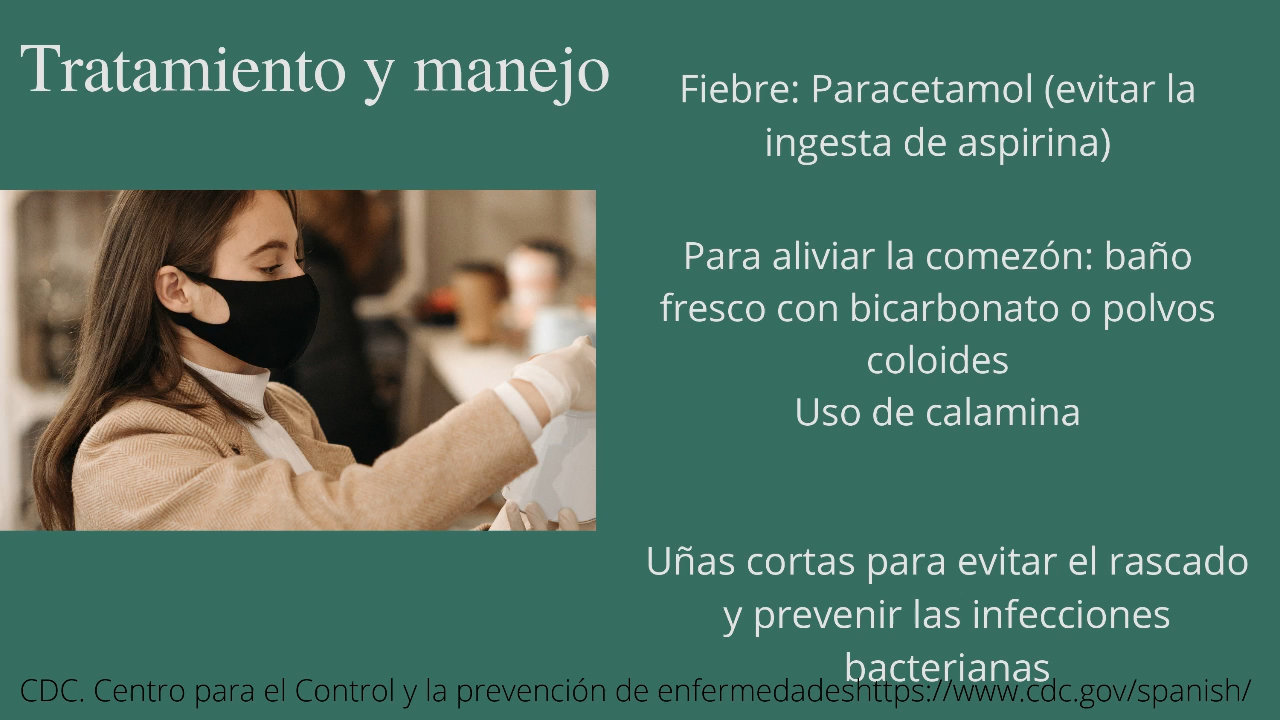 Tratamiento y manejo
Fiebre: Paracetamol (evitar la
ingesta de aspirina)
Para aliviar la comezón: baño
fresco con bicarbonato o polvos
coloides
Uso de calamina
Uñas cortas para evitar el rascado
y prevenir las infecciones
bacterianas
CDC. Centro para el Control y la prevención de enfermedadeshttps://www.cdc.gov/spanish/